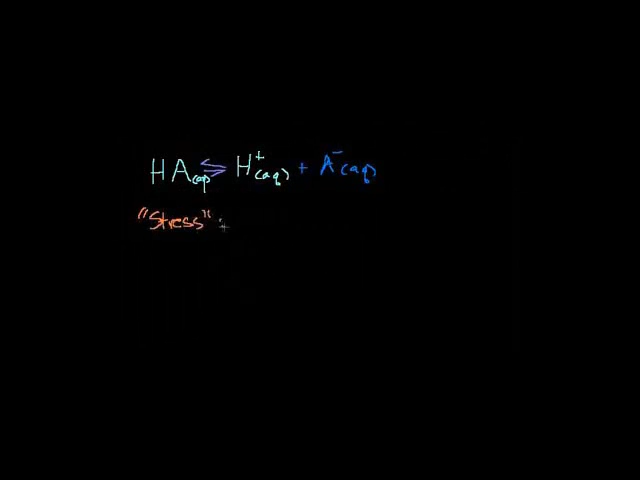 HA(aq) ⇌ H⁺(aq) + A⁻(aq)
"Stress" :